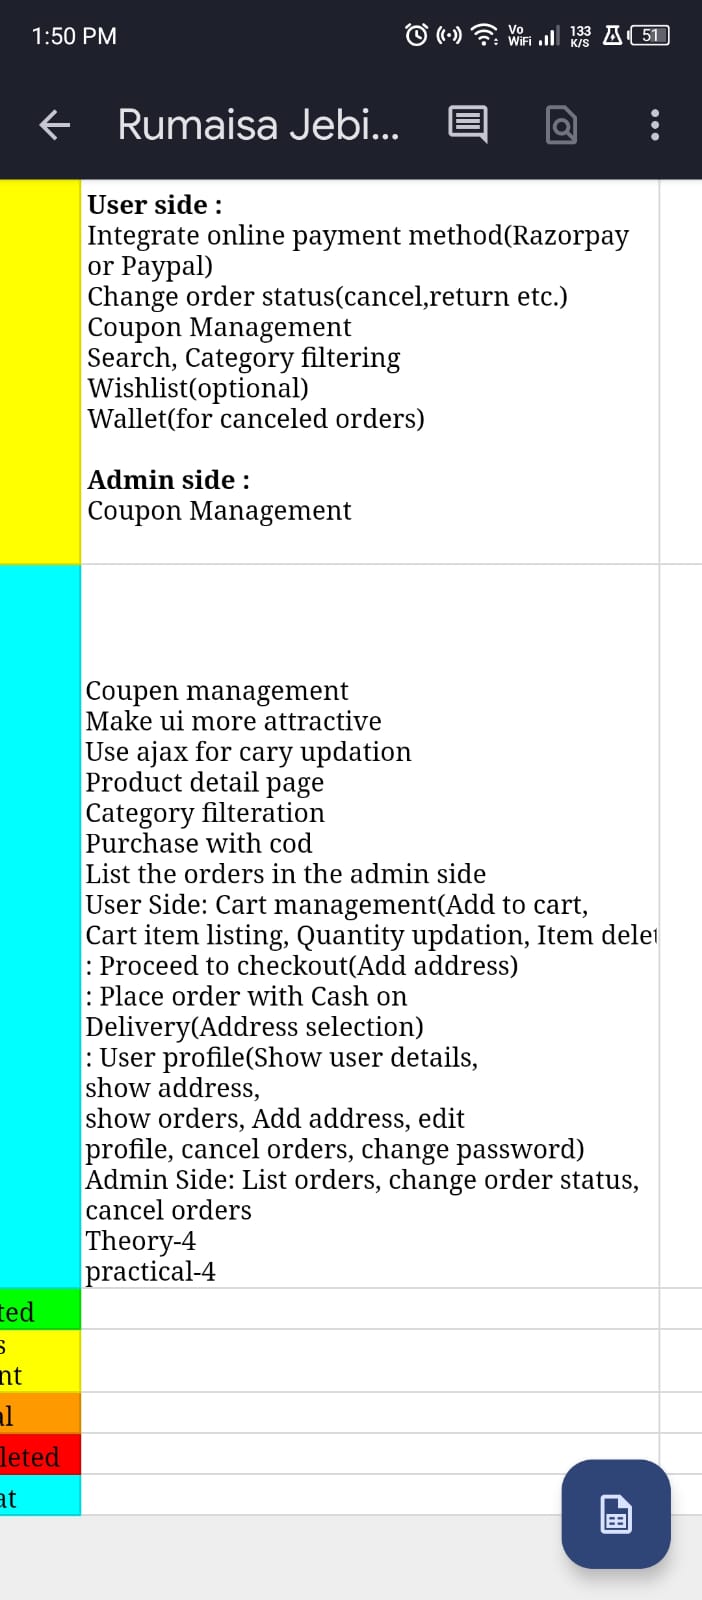 1:50 PM
Vo WiFi 133 K/S 51
Rumaisa Jebi...
User side :
Integrate online payment method(Razorpay
or Paypal)
Change order status(cancel,return etc.)
Coupon Management
Search, Category filtering
Wishlist(optional)
Wallet(for canceled orders)
Admin side :
Coupon Management
Coupen management
Make ui more attractive
Use ajax for cary updation
Product detail page
Category filteration
Purchase with cod
List the orders in the admin side
User Side: Cart management(Add to cart,
Cart item listing, Quantity updation, Item delet
: Proceed to checkout(Add address)
: Place order with Cash on
Delivery(Address selection)
: User profile(Show user details,
show address,
show orders, Add address, edit
profile, cancel orders, change password)
Admin Side: List orders, change order status,
cancel orders
Theory-4
practical-4
ted
s
nt
al
leted
at